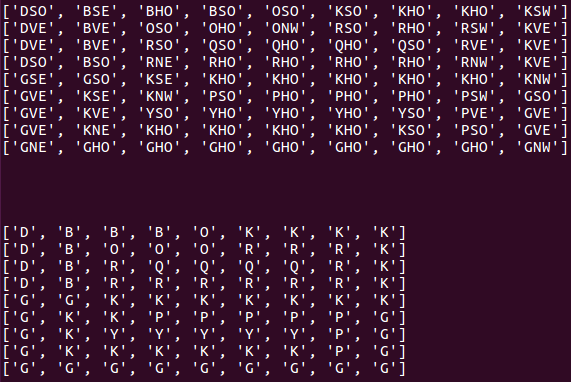 ['DSO', 'BSE', 'BHO', 'BSO', 'OSO', 'KSO', 'KHO', 'KHO', 'KSW']
['DVE', 'BVE', 'OSO', 'OHO', 'ONW', 'RSO', 'RHO', 'RSW', 'KVE']
['DVE', 'BVE', 'RSO', 'QSO', 'QHO', 'QHO', 'QSO', 'RVE', 'KVE']
['DSO', 'BSO', 'RNE', 'RHO', 'RHO', 'RHO', 'RHO', 'RNW', 'KVE']
['GSE', 'GSO', 'KSE', 'KHO', 'KHO', 'KHO', 'KHO', 'KHO', 'KNW']
['GVE', 'KSE', 'KNW', 'PSO', 'PHO', 'PHO', 'PHO', 'PSW', 'GSO']
['GVE', 'KVE', 'YSO', 'YHO', 'YHO', 'YHO', 'YSO', 'PVE', 'GVE']
['GVE', 'KNE', 'KHO', 'KHO', 'KHO', 'KHO', 'KSO', 'PSO', 'GVE']
['GNE', 'GHO', 'GHO', 'GHO', 'GHO', 'GHO', 'GHO', 'GHO', 'GNW']
['D', 'B', 'B', 'B', 'O', 'K', 'K', 'K', 'K']
['D', 'B', 'O', 'O', 'O', 'R', 'R', 'R', 'K']
['D', 'B', 'R', 'Q', 'Q', 'Q', 'Q', 'R', 'K']
['D', 'B', 'R', 'R', 'R', 'R', 'R', 'R', 'K']
['G', 'G', 'K', 'K', 'K', 'K', 'K', 'K', 'K']
['G', 'K', 'K', 'P', 'P', 'P', 'P', 'P', 'G']
['G', 'K', 'Y', 'Y', 'Y', 'Y', 'Y', 'P', 'G']
['G', 'K', 'K', 'K', 'K', 'K', 'K', 'P', 'G']
['G', 'G', 'G', 'G', 'G', 'G', 'G', 'G', 'G']